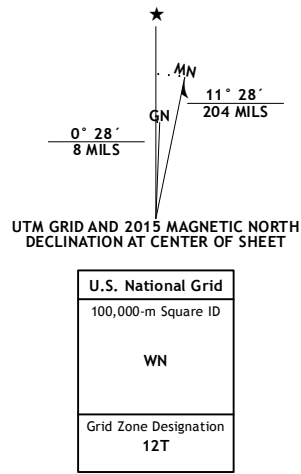 MN
GN
11° 28´
204 MILS
0° 28´
8 MILS
UTM GRID AND 2015 MAGNETIC NORTH
DECLINATION AT CENTER OF SHEET
U.S. National Grid
100,000-m Square ID
WN
Grid Zone Designation
12T